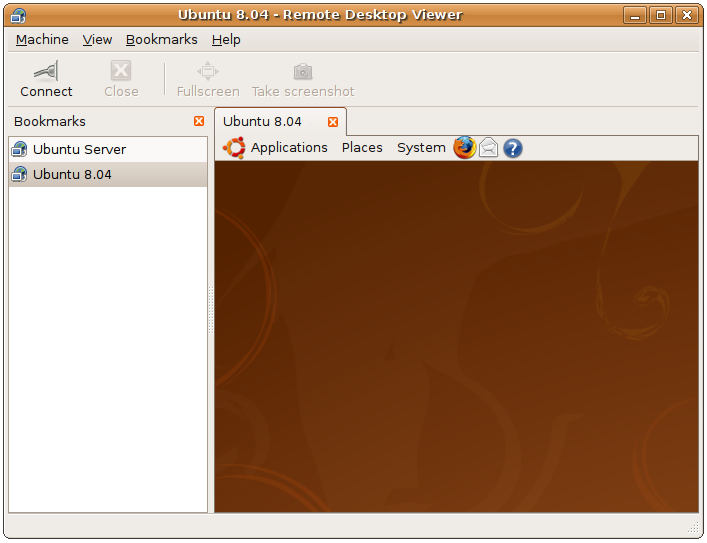 Ubuntu 8.04 - Remote Desktop Viewer
Machine View Bookmarks Help
Connect Close Fullscreen Take screenshot
Bookmarks
Ubuntu Server
Ubuntu 8.04
Ubuntu 8.04
Applications Places System ?